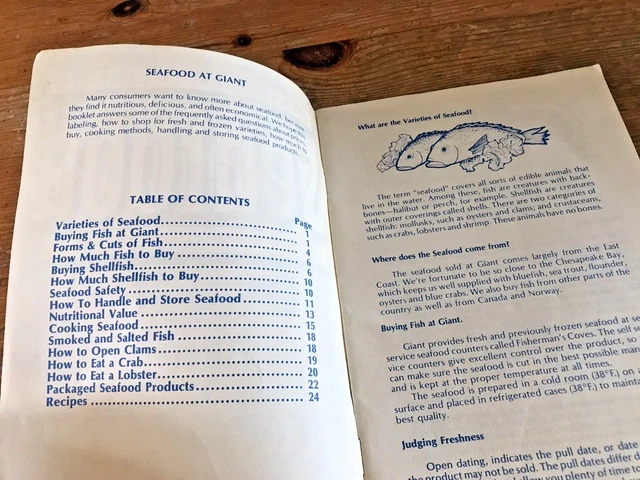 SEAFOOD AT GIANT
Many consumers want to know more about seafood, because
they find it nutritious, delicious, and often economical. We hope this
booklet answers some of the frequently asked questions about
labeling, how to shop for fresh and frozen varieties, how much to
buy, cooking methods, handling and storing seafood products.
TABLE OF CONTENTS
Page
Varieties of Seafood 1
Buying Fish at Giant 1
Forms & Cuts of Fish 4
How Much Fish to Buy 6
Buying Shellfish 6
How Much Shellfish to Buy 10
Seafood Safety 10
How To Handle and Store Seafood 11
Nutritional Value 13
Cooking Seafood 15
Smoked and Salted Fish 18
How to Open Clams 18
How to Eat a Crab 19
How to Eat a Lobster 20
Packaged Seafood Products 22
Recipes 24
What are the Varieties of Seafood?
The term "seafood" covers all sorts of edible animals that
live in the water. Among these, fish are creatures with back-
bones—halibut or perch, for example. Shellfish are creatures
with outer coverings called shells. There are two categories of
shellfish: mollusks, such as oysters and clams; and crustaceans,
such as crabs, lobsters and shrimp. These animals have no bones.
Where does the Seafood come from?
The seafood sold at Giant comes largely from the East
Coast. We're fortunate to be so close to the Chesapeake Bay,
which keeps us well supplied with bluefish, sea trout, flounder,
oysters and blue crabs. We also buy fish from other parts of the
country as well as from Canada and Norway.
Buying Fish at Giant.
Giant provides fresh and previously frozen seafood at
service seafood counters called Fisherman's Coves. The self
vice counters give excellent control over the product, so
can make sure the seafood is cut in the best possible
and is kept at the proper temperature at all times.
The seafood is prepared in a cold room (38°F.) on a
surface and placed in refrigerated cases (38°F.) to
best quality.
Judging Freshness
Open dating, indicates the pull date, or date
the product may not be sold. The pull dates differ
you plenty of time